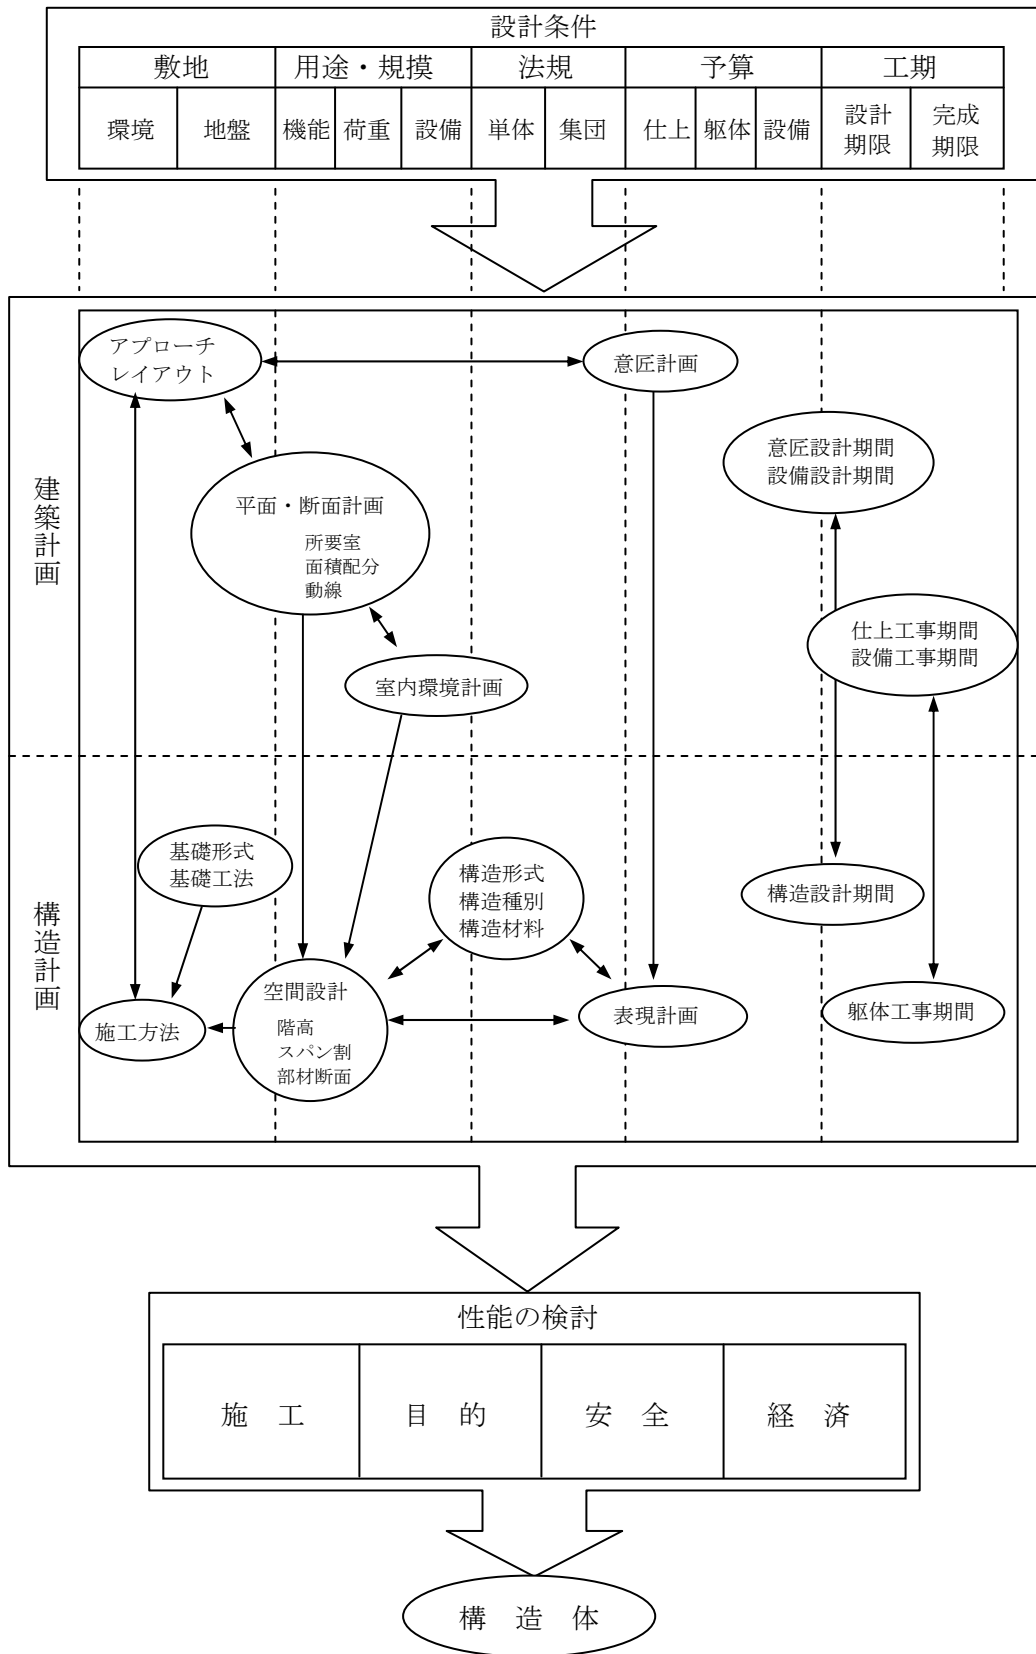 設計条件
敷地
用途・規摸
法規
予算
工期
環境
地盤
機能
荷重
設備
単体
集団
仕上
躯体
設備
設計
期限
完成
期限
建築計画
アプローチ
レイアウト
意匠計画
意匠設計期間
設備設計期間
平面・断面計画
所要室
面積配分
動線
仕上工事期間
設備工事期間
室内環境計画
構造計画
基礎形式
基礎工法
構造形式
構造種別
構造材料
構造設計期間
空間設計
階高
スパン割
部材断面
施工方法
表現計画
躯体工事期間
性能の検討
施 工
目 的
安 全
経 済
構 造 体